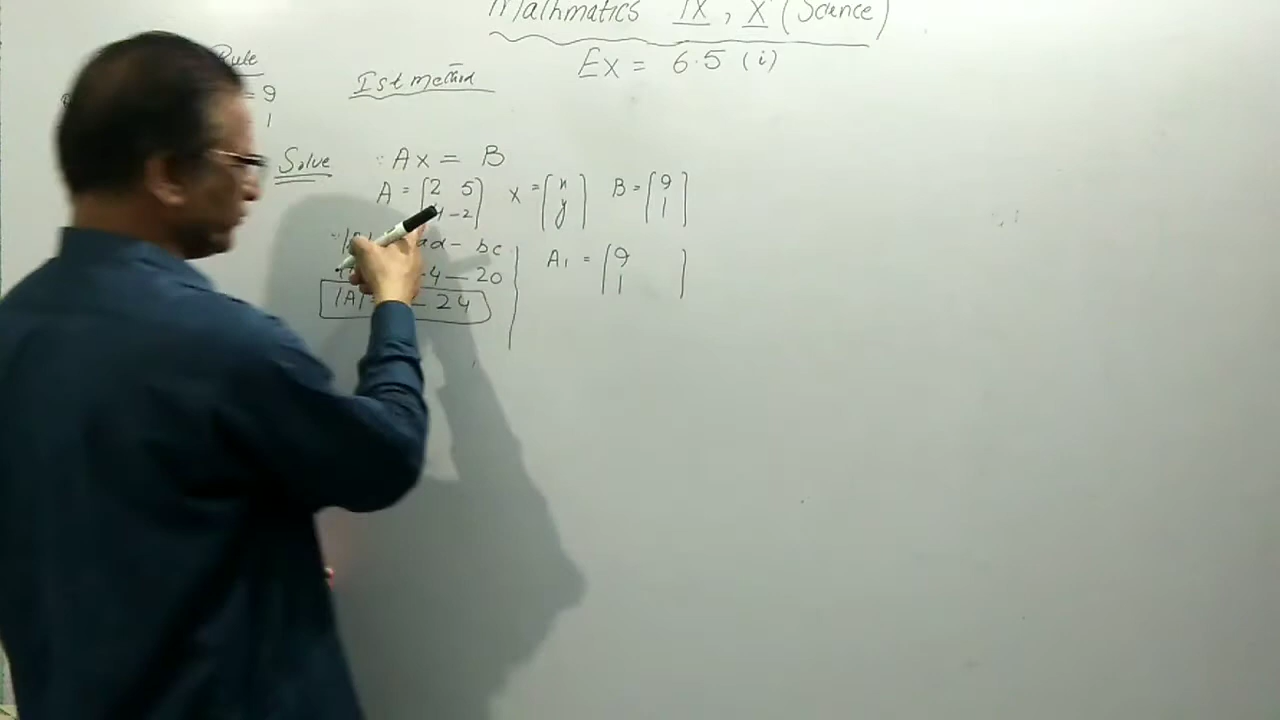 Mathmatics IX, X (Science)
Ex = 6.5 (i)
Rule
= 9
1
Ist method
Solve
∵ Ax = B
A = [2 5 -2] X = [x y] B = [9 1]
ad - bc
-4 - 20
|A| - 24
A₁ = [9 1 ]